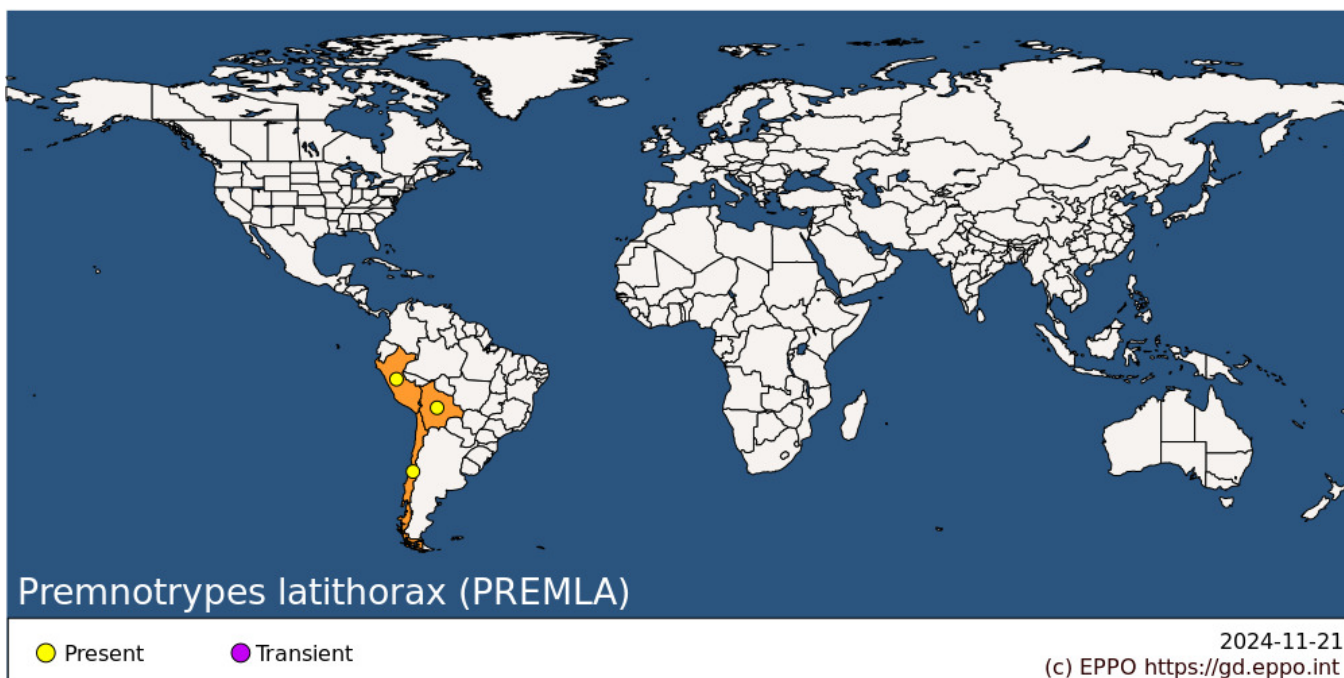 Premnotrypes latithorax (PREMLA)
Present
Transient
2024-11-21
(c) EPPO https://gd.eppo.int